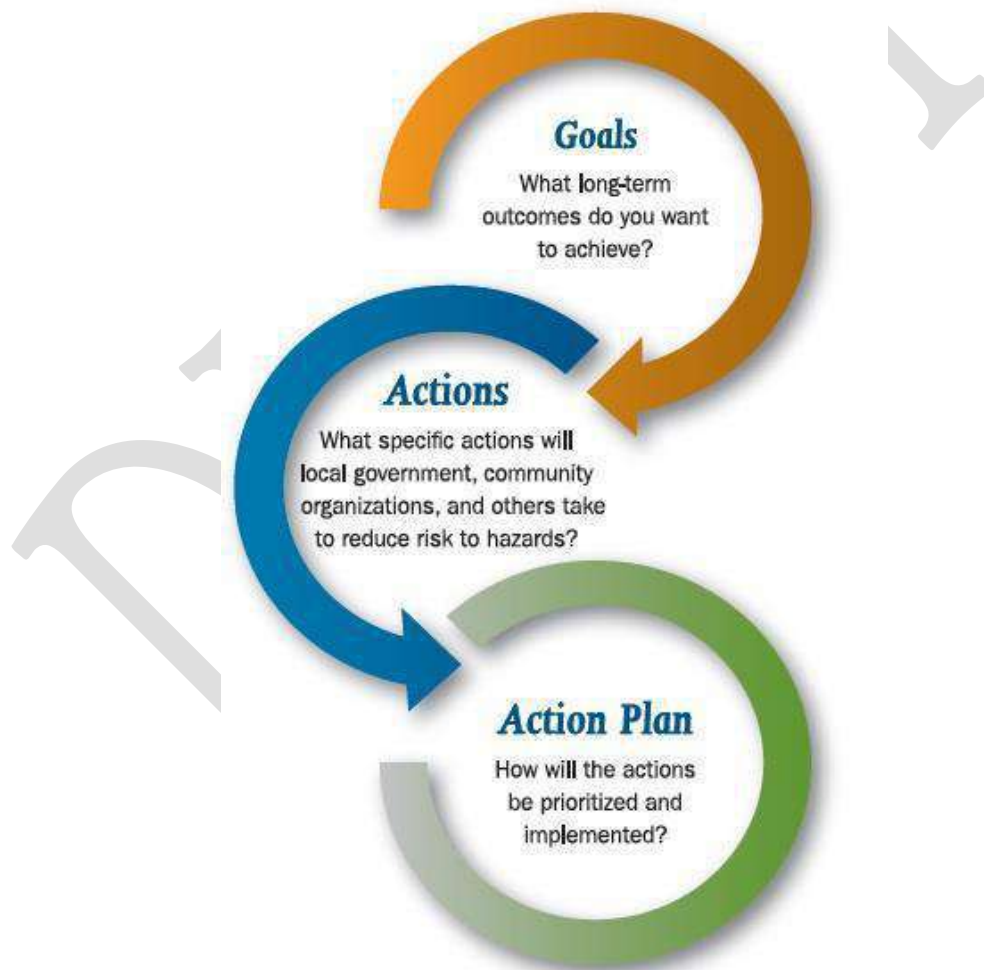 Goals
What long-term
outcomes do you want
to achieve?
Actions
What specific actions will
local government, community
organizations, and others take
to reduce risk to hazards?
Action Plan
How will the actions
be prioritized and
implemented?